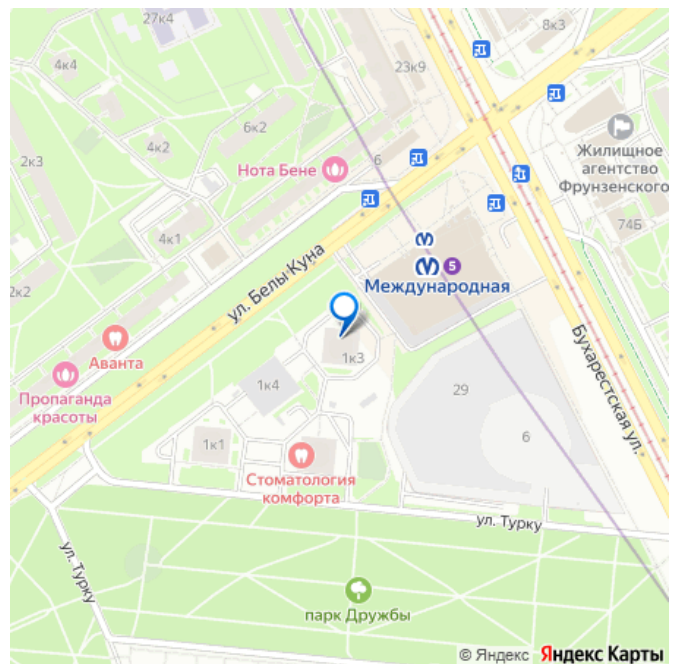 27к4
8к3
4к4
23к9
6к2
4к2
2к3
6
Нота Бене
Жилищное
агентство
Фрунзенского
74Б
4к1
ул. Белы Куна
5
Международная
2к2
Аванта
Бухарестская ул.
1к3
1к4
Пропаганда
красоты
29
6
1к1
Стоматология
комфорта
ул. Турку
ул. Турку
парк Дружбы
© Яндекс Яндекс Карты